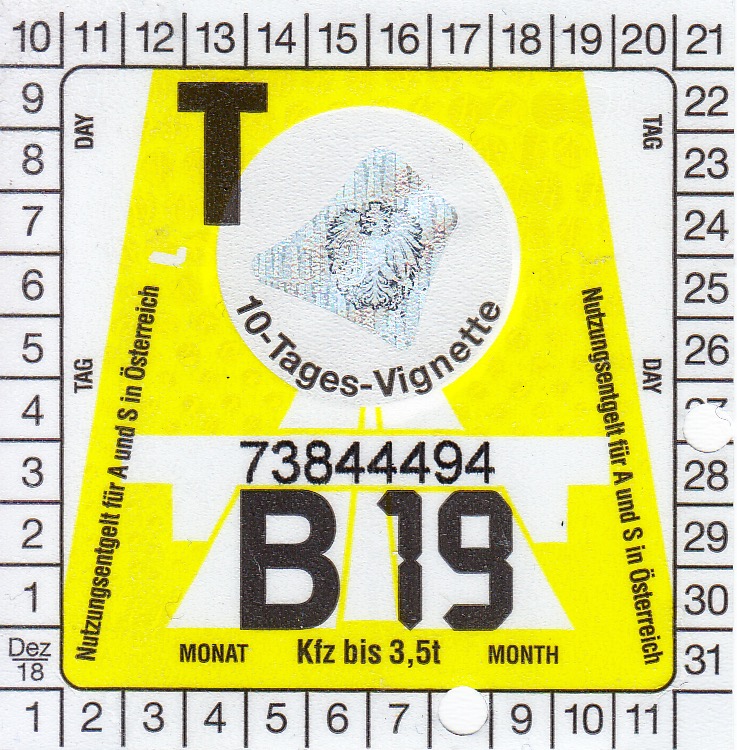 10 11 12 13 14 15 16 17 18 19 20 21
9 22
8 23
7 24
6 25
5 26
4
3 28
2 29
1 30
Dez 18 31
1 2 3 4 5 6 7 9 10 11
DAY
TAG
TAG
DAY
T
L
10-Tages-Vignette
Nutzungsentgelt für A und S in Österreich
Nutzungsentgelt für A und S in Österreich
73844494
B 19
MONAT Kfz bis 3,5t MONTH